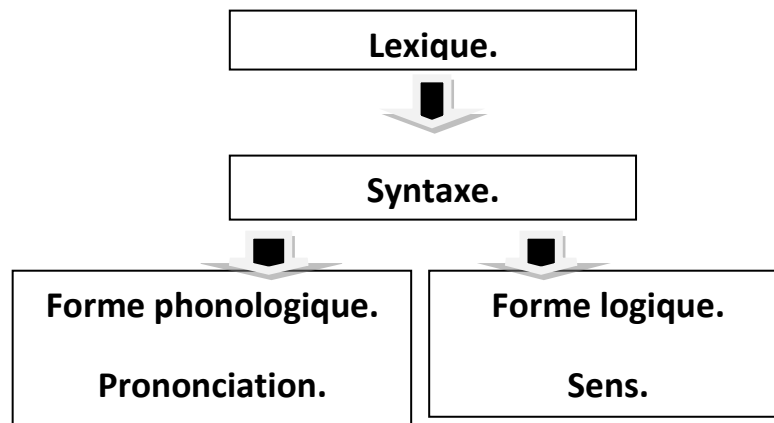 Lexique.
Syntaxe.
Forme phonologique.
Prononciation.
Forme logique.
Sens.